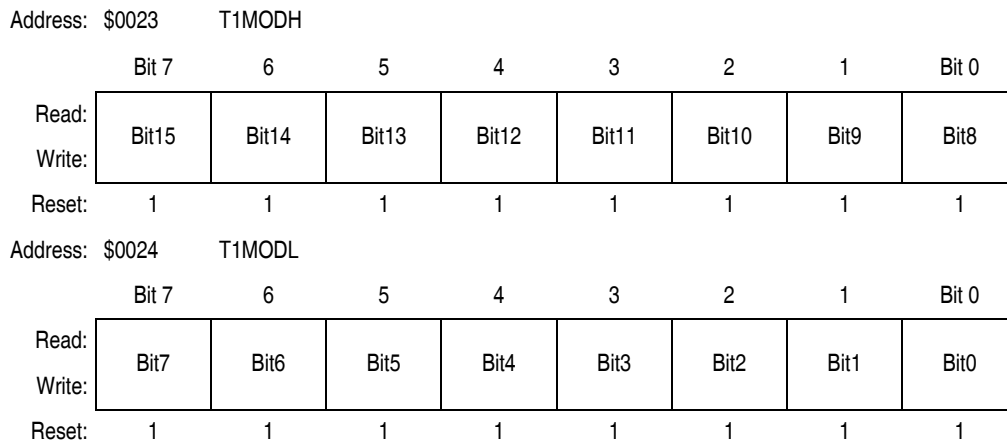 Address: $0023 T1MODH
Bit 7 6 5 4 3 2 1 Bit 0
Read:
Bit15 Bit14 Bit13 Bit12 Bit11 Bit10 Bit9 Bit8
Write:
Reset: 1 1 1 1 1 1 1 1
Address: $0024 T1MODL
Bit 7 6 5 4 3 2 1 Bit 0
Read:
Bit7 Bit6 Bit5 Bit4 Bit3 Bit2 Bit1 Bit0
Write:
Reset: 1 1 1 1 1 1 1 1